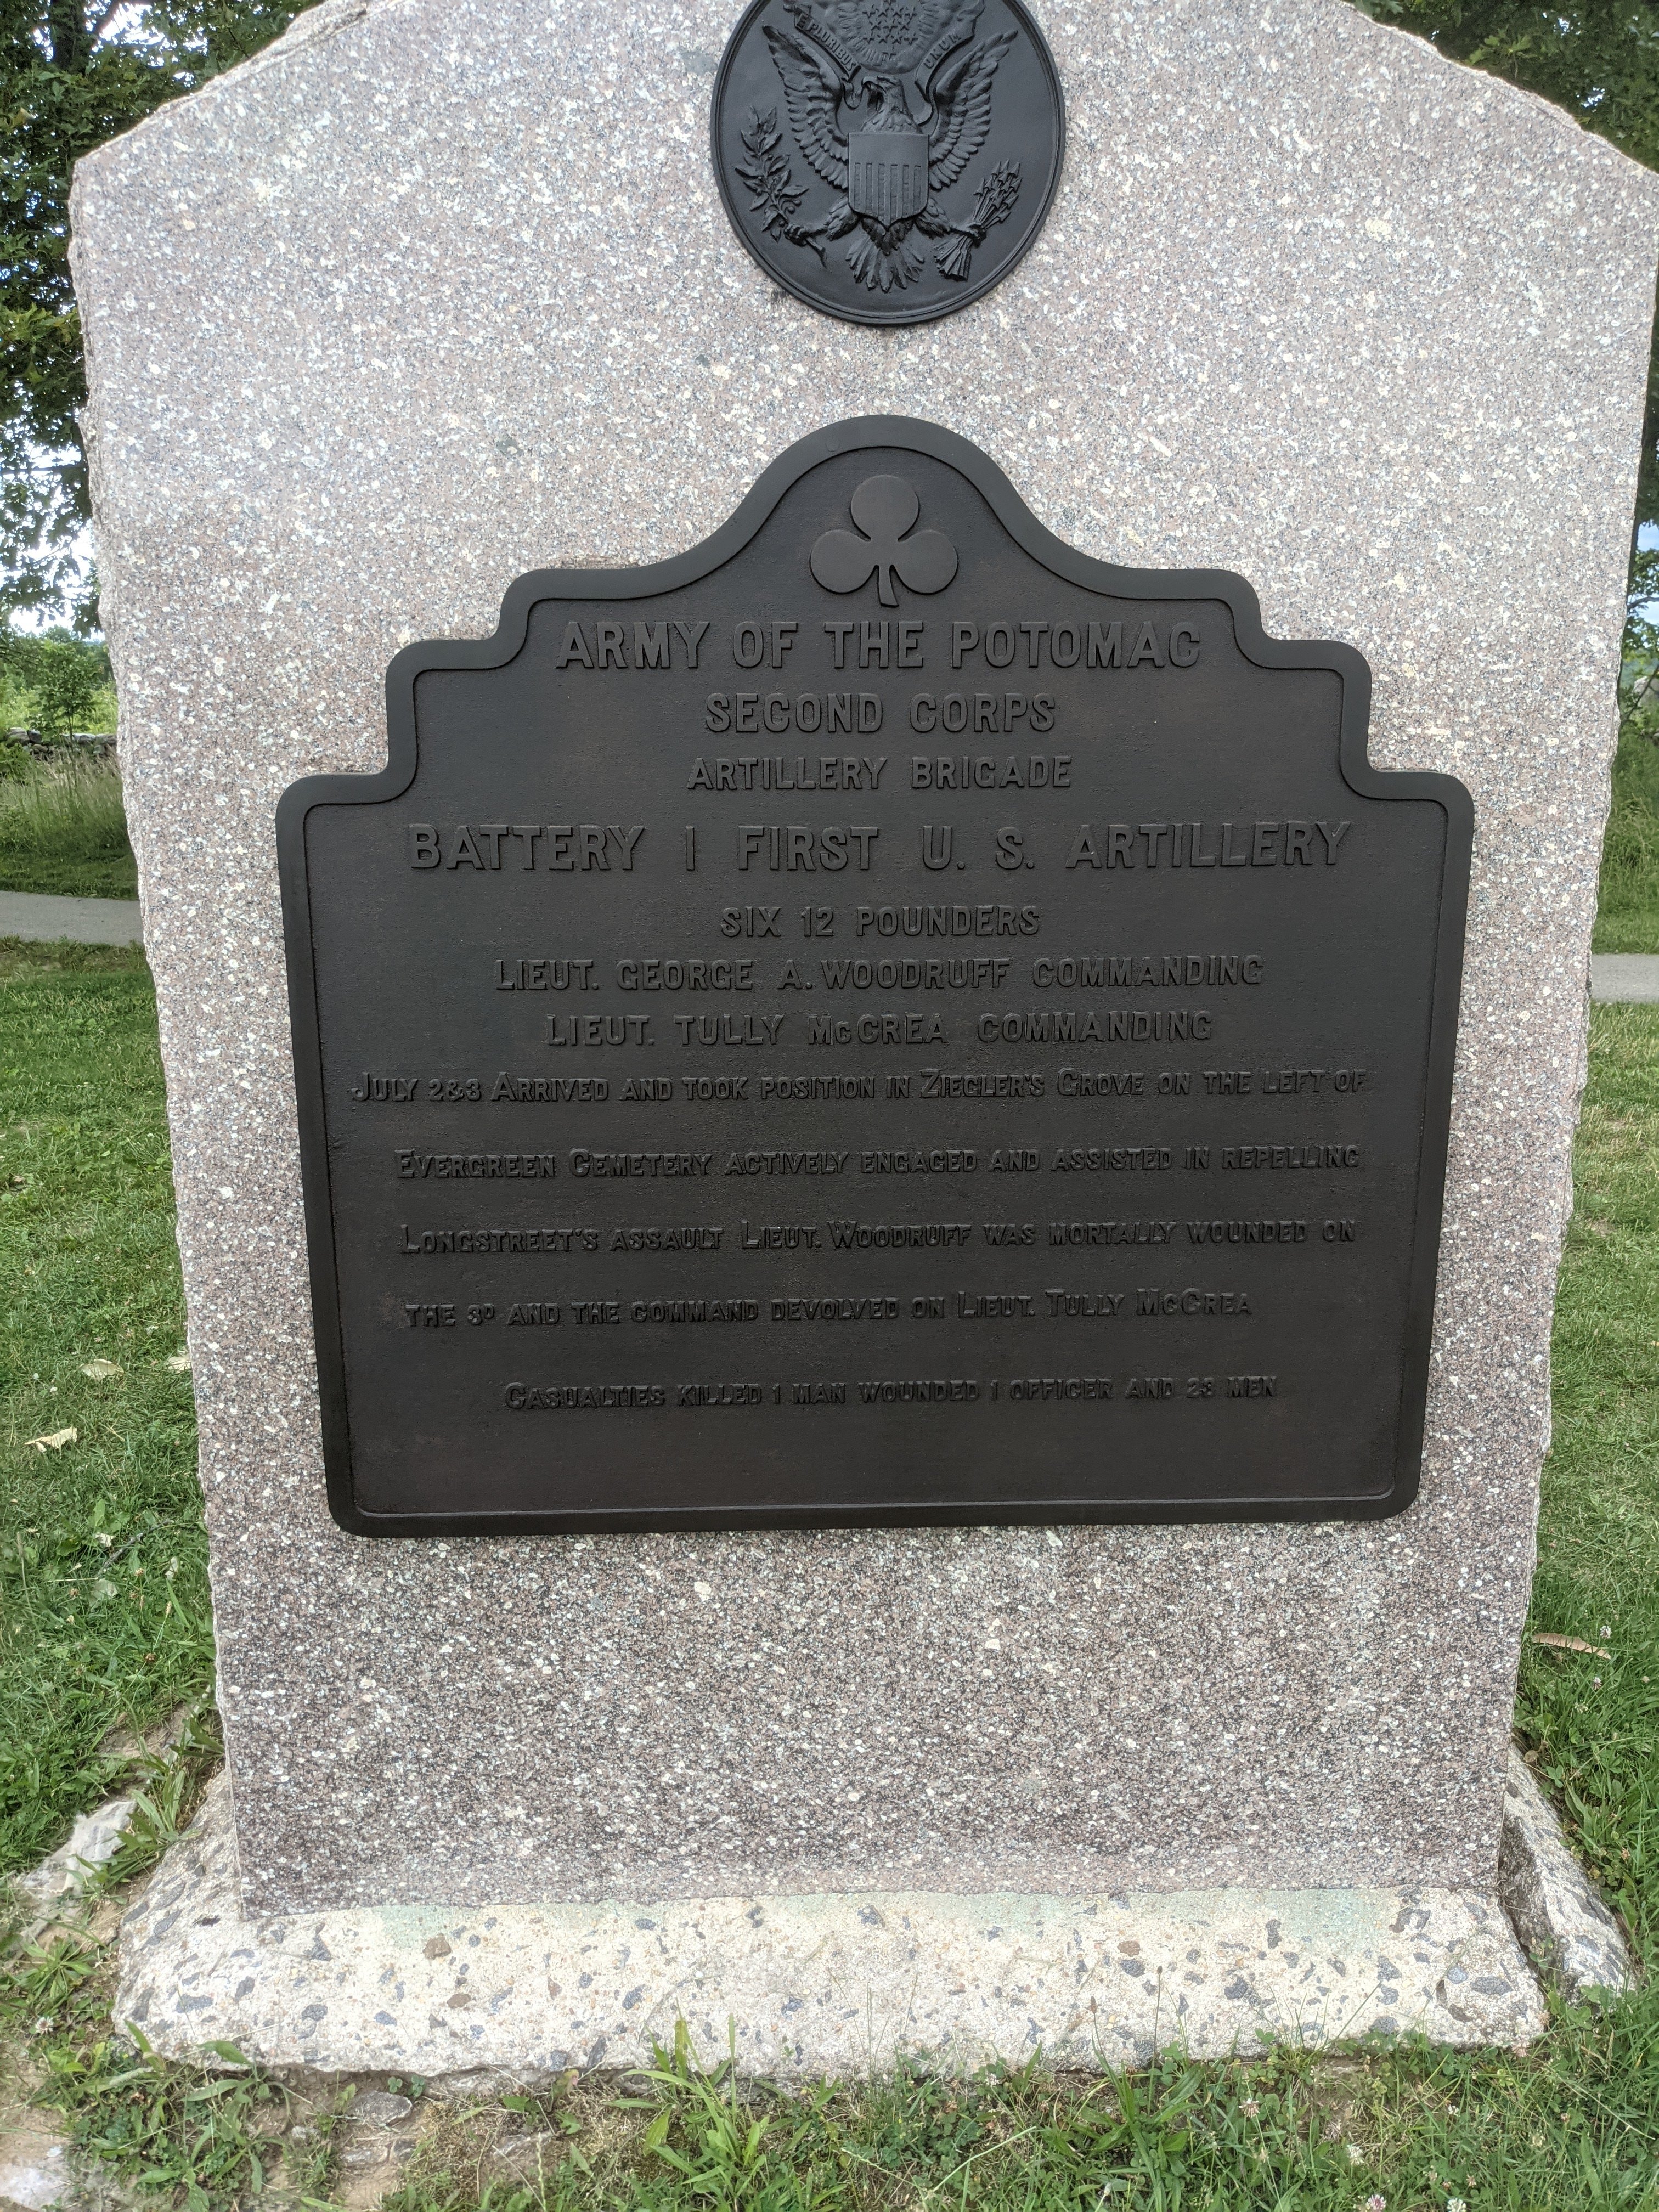 E PLURIBUS UNUM
ARMY OF THE POTOMAC
SECOND CORPS
ARTILLERY BRIGADE
BATTERY I FIRST U. S. ARTILLERY
SIX 12 POUNDERS
LIEUT. GEORGE A. WOODRUFF COMMANDING
LIEUT. TULLY McCREA COMMANDING
JULY 2&3 ARRIVED AND TOOK POSITION IN ZIEGLER'S GROVE ON THE LEFT OF
EVERGREEN CEMETERY ACTIVELY ENGAGED AND ASSISTED IN REPELLING
LONGSTREET'S ASSAULT LIEUT. WOODRUFF WAS MORTALLY WOUNDED ON
THE 3D AND THE COMMAND DEVOLVED ON LIEUT. TULLY McCREA
CASUALTIES KILLED 1 MAN WOUNDED 1 OFFICER AND 23 MEN